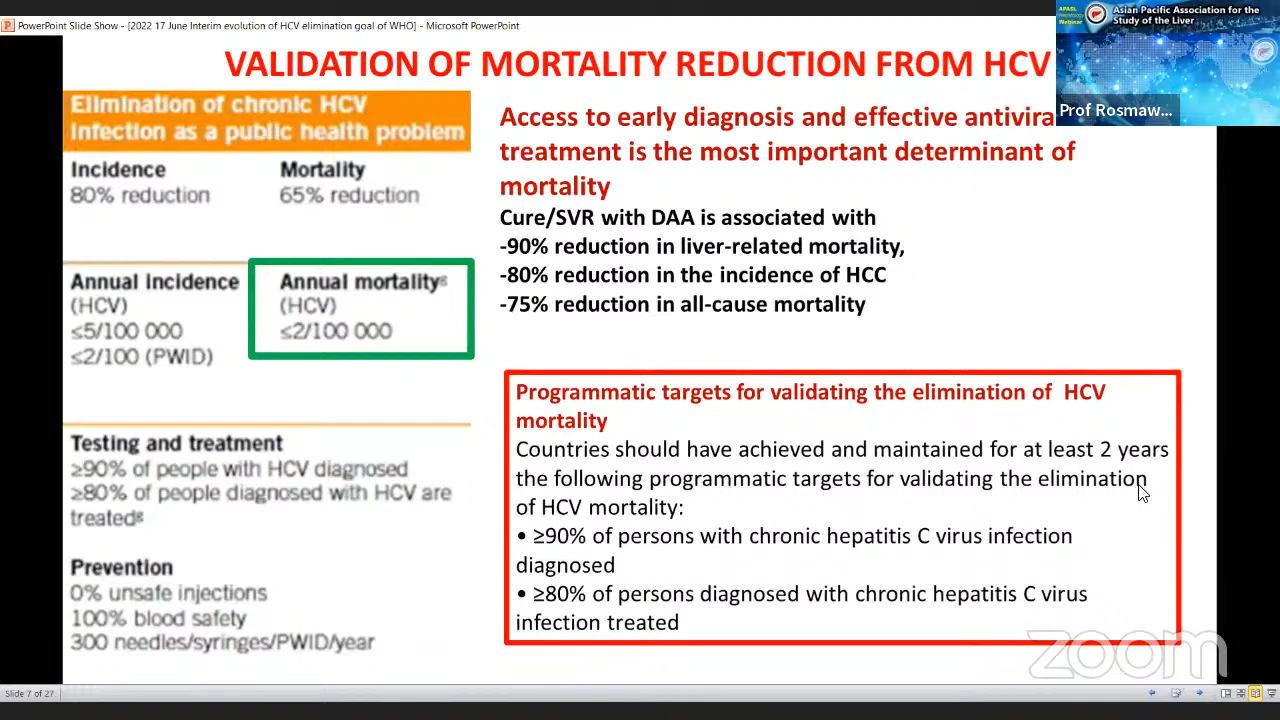 PowerPoint Slide Show - [2022 17 June Interim evolution of HCV elimination goal of WHO] - Microsoft PowerPoint
Asian Pacific Association for the
Study of the Liver
APASL
Webinar
Prof Rosmaw...
VALIDATION OF MORTALITY REDUCTION FROM HCV
Elimination of chronic HCV
Infection as a public health problem
Incidence
80% reduction
Mortality
65% reduction
Annual incidence
(HCV)
≤5/100 000
≤2/100 (PWID)
Annual mortalityᵍ
(HCV)
≤2/100 000
Testing and treatment
≥90% of people with HCV diagnosed
≥80% of people diagnosed with HCV are
treatedᵍ
Prevention
0% unsafe injections
100% blood safety
300 needles/syringes/PWID/year
Access to early diagnosis and effective antivira
treatment is the most important determinant of
mortality
Cure/SVR with DAA is associated with
-90% reduction in liver-related mortality,
-80% reduction in the incidence of HCC
-75% reduction in all-cause mortality
Programmatic targets for validating the elimination of HCV
mortality
Countries should have achieved and maintained for at least 2 years
the following programmatic targets for validating the elimination
of HCV mortality:
• ≥90% of persons with chronic hepatitis C virus infection
diagnosed
• ≥80% of persons diagnosed with chronic hepatitis C virus
infection treated
zoom
Slide 7 of 27